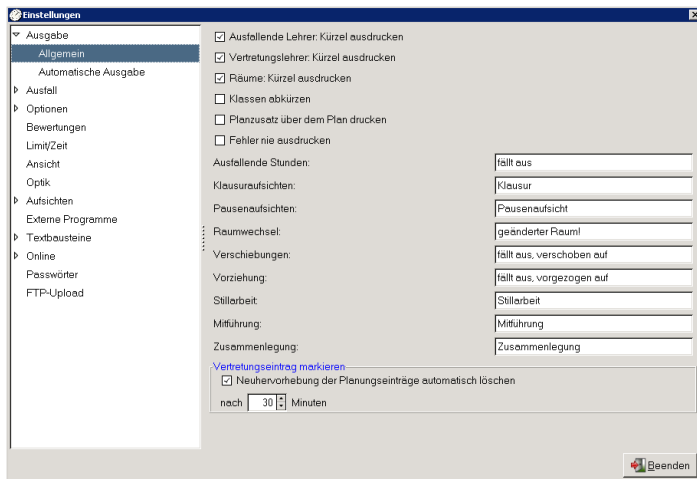 Einstellungen
Ausgabe
Allgemein
Automatische Ausgabe
Ausfall
Optionen
Bewertungen
Limit/Zeit
Ansicht
Optik
Aufsichten
Externe Programme
Textbausteine
Online
Passwörter
FTP-Upload
Ausfallende Lehrer: Kürzel ausdrucken
Vertretungslehrer: Kürzel ausdrucken
Räume: Kürzel ausdrucken
Klassen abkürzen
Planzusatz über dem Plan drucken
Fehler nie ausdrucken
Ausfallende Stunden: fällt aus
Klausuraufsichten: Klausur
Pausenaufsichten: Pausenaufsicht
Raumwechsel: geänderter Raum!
Verschiebungen: fällt aus, verschoben auf
Vorziehung: fällt aus, vorgezogen auf
Stillarbeit: Stillarbeit
Mitführung: Mitführung
Zusammenlegung: Zusammenlegung
Vertretungseintrag markieren
Neuhervorhebung der Planungseinträge automatisch löschen
nach 30 Minuten
Beenden